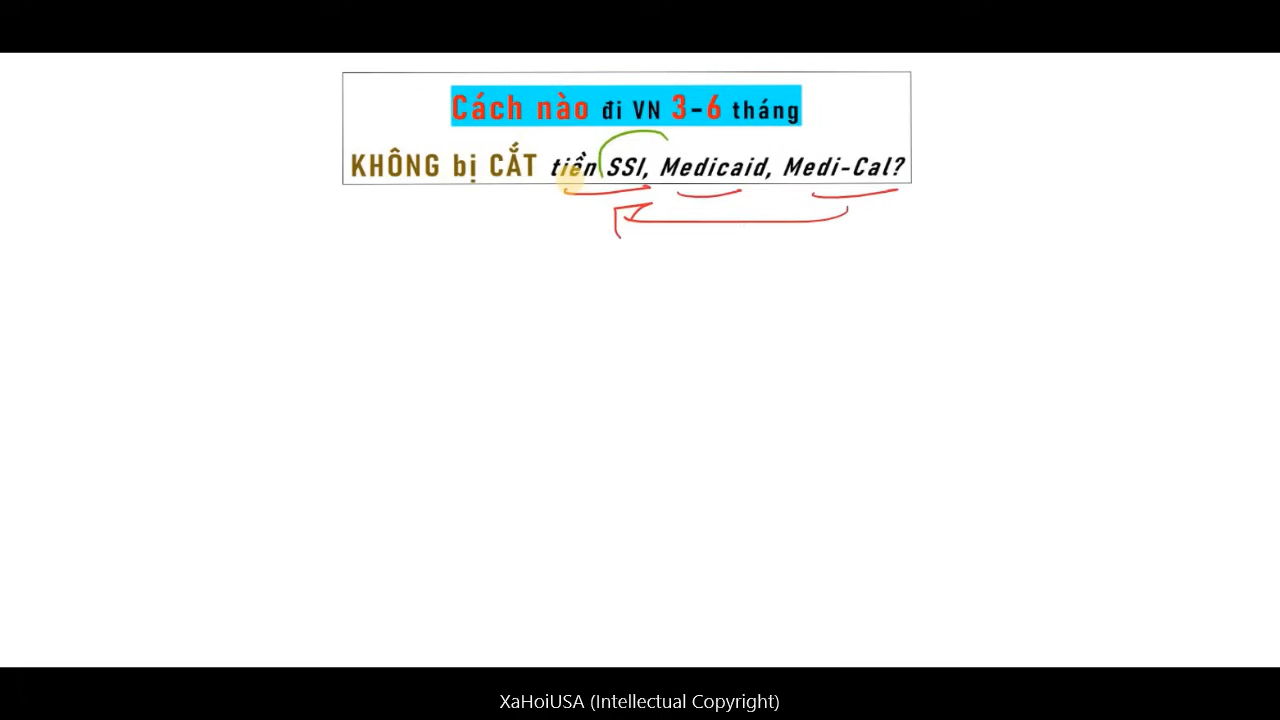 Cách nào đi VN 3-6 tháng
KHÔNG bị CẮT tiền SSI, Medicaid, Medi-Cal?
XaHoiUSA (Intellectual Copyright)